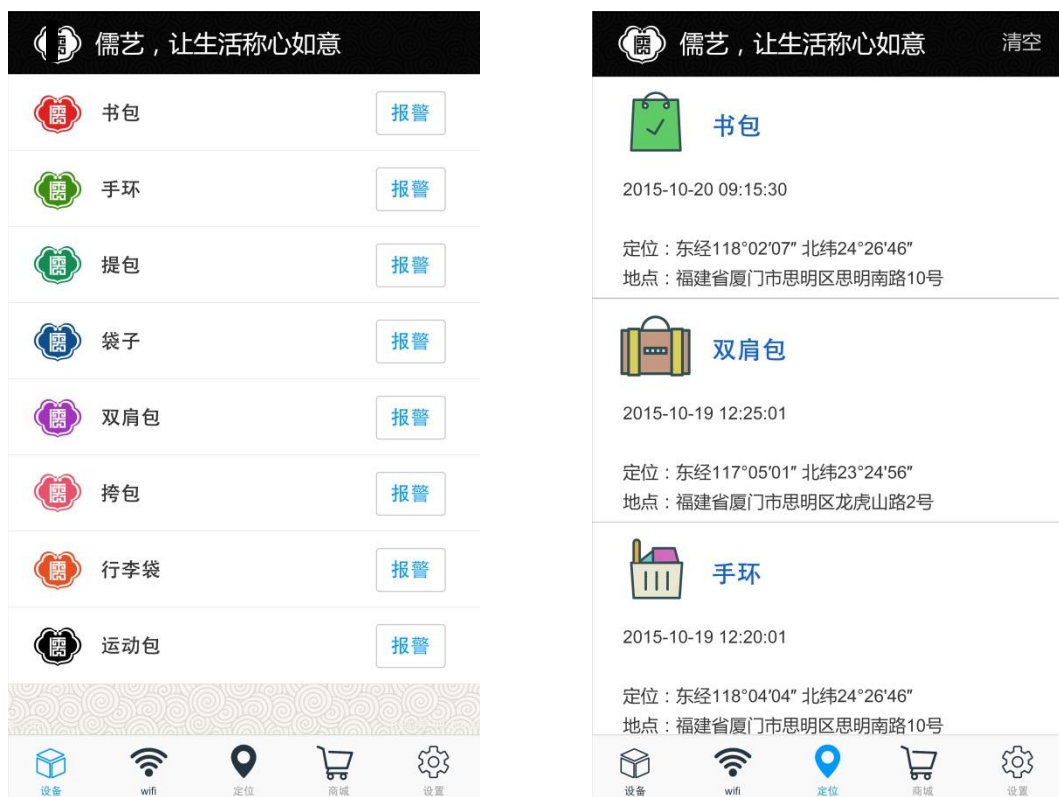 儒艺，让生活称心如意
書包
报警
手环
报警
提包
报警
袋子
报警
双肩包
报警
挎包
报警
行李袋
报警
运动包
报警
设备
wifi
定位
商城
设置
儒 儒艺，让生活称心如意 清空
书包
2015-10-20 09:15:30
定位：东经118°02'07″ 北纬24°26'46″
地点：福建省厦门市思明区思明南路10号
双肩包
2015-10-19 12:25:01
定位：东经117°05'01″ 北纬23°24'56″
地点：福建省厦门市思明区龙虎山路2号
手环
2015-10-19 12:20:01
定位：东经118°04'04″ 北纬24°26'46″
地点：福建省厦门市思明区思明南路10号
设备
wifi
定位
商城
设置